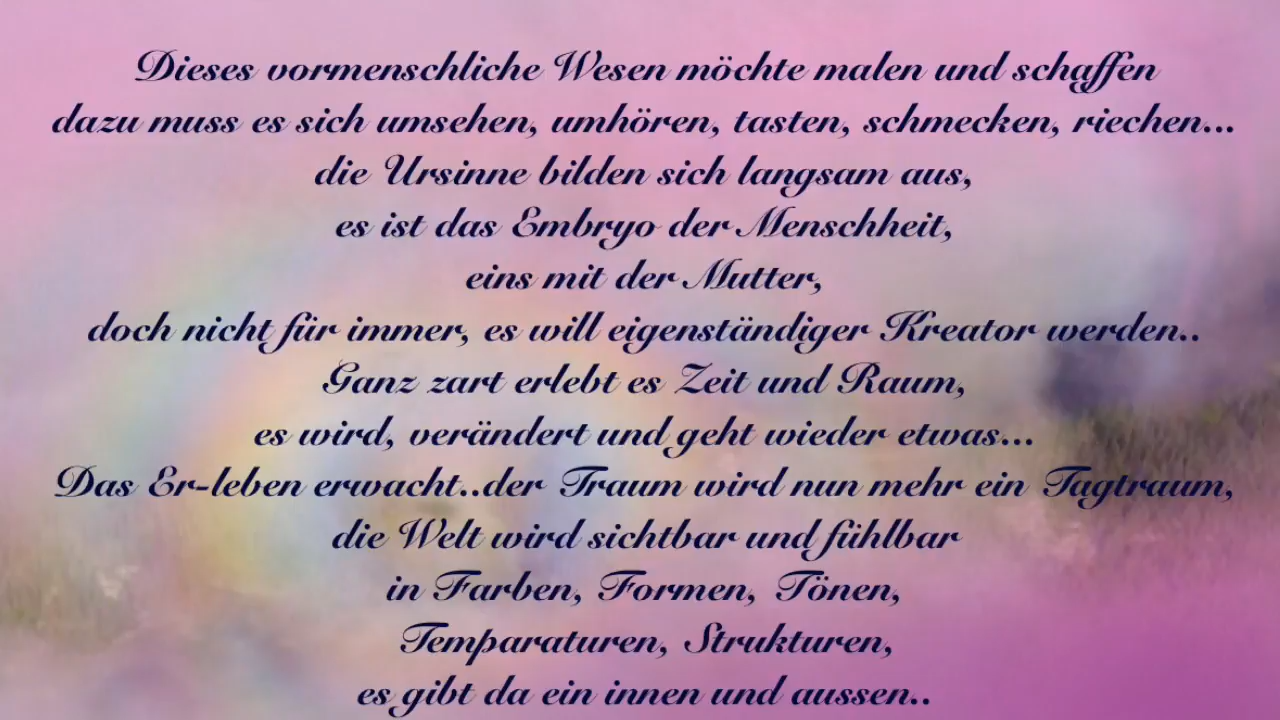 Dieses vormenschliche Wesen möchte malen und schaffen
dazu muss es sich umsehen, umhören, tasten, schmecken, riechen...
die Ursinne bilden sich langsam aus,
es ist das Embryo der Menschheit,
eins mit der Mutter,
doch nicht für immer, es will eigenständiger Kreator werden..
Ganz zart erlebt es Zeit und Raum,
es wird, verändert und geht wieder etwas...
Das Er-leben erwacht..der Traum wird nun mehr ein Tagtraum,
die Welt wird sichtbar und fühlbar
in Farben, Formen, Tönen,
Temparaturen, Strukturen,
es gibt da ein innen und aussen..